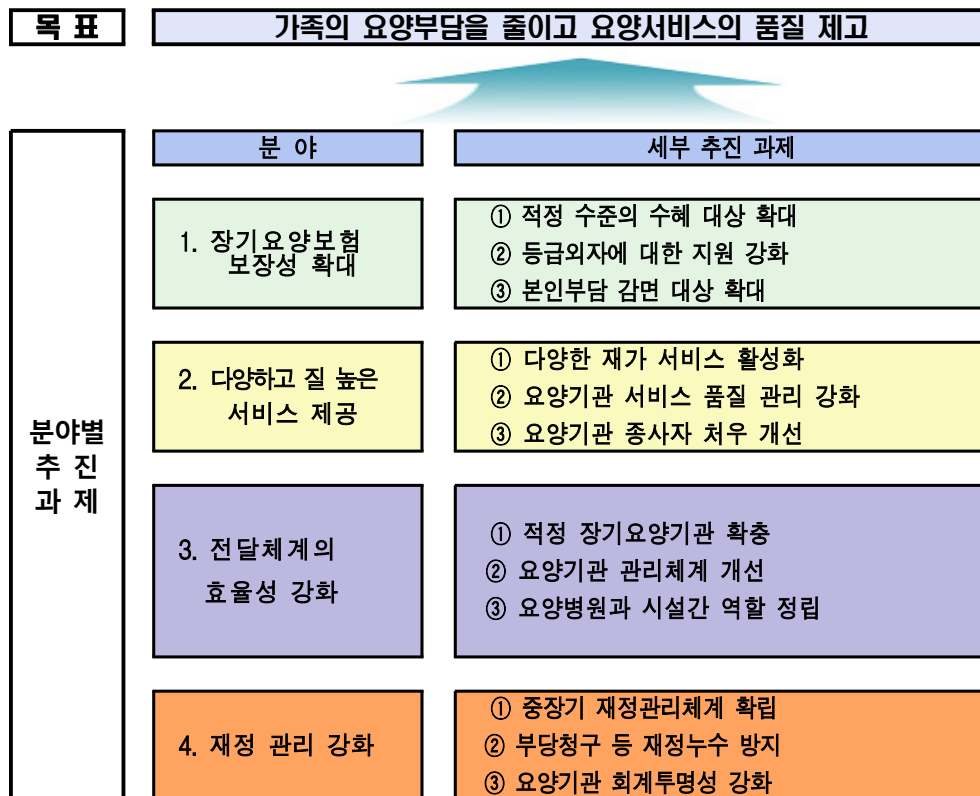 목 표
가족의 요양부담을 줄이고 요양서비스의 품질 제고
분 야
세부 추진 과제
분야별
추 진
과 제
1. 장기요양보험
보장성 확대
① 적정 수준의 수혜 대상 확대
② 등급외자에 대한 지원 강화
③ 본인부담 감면 대상 확대
2. 다양하고 질 높은
서비스 제공
① 다양한 재가 서비스 활성화
② 요양기관 서비스 품질 관리 강화
③ 요양기관 종사자 처우 개선
3. 전달체계의
효율성 강화
① 적정 장기요양기관 확충
② 요양기관 관리체계 개선
③ 요양병원과 시설간 역할 정립
4. 재정 관리 강화
① 중장기 재정관리체계 확립
② 부당청구 등 재정누수 방지
③ 요양기관 회계투명성 강화